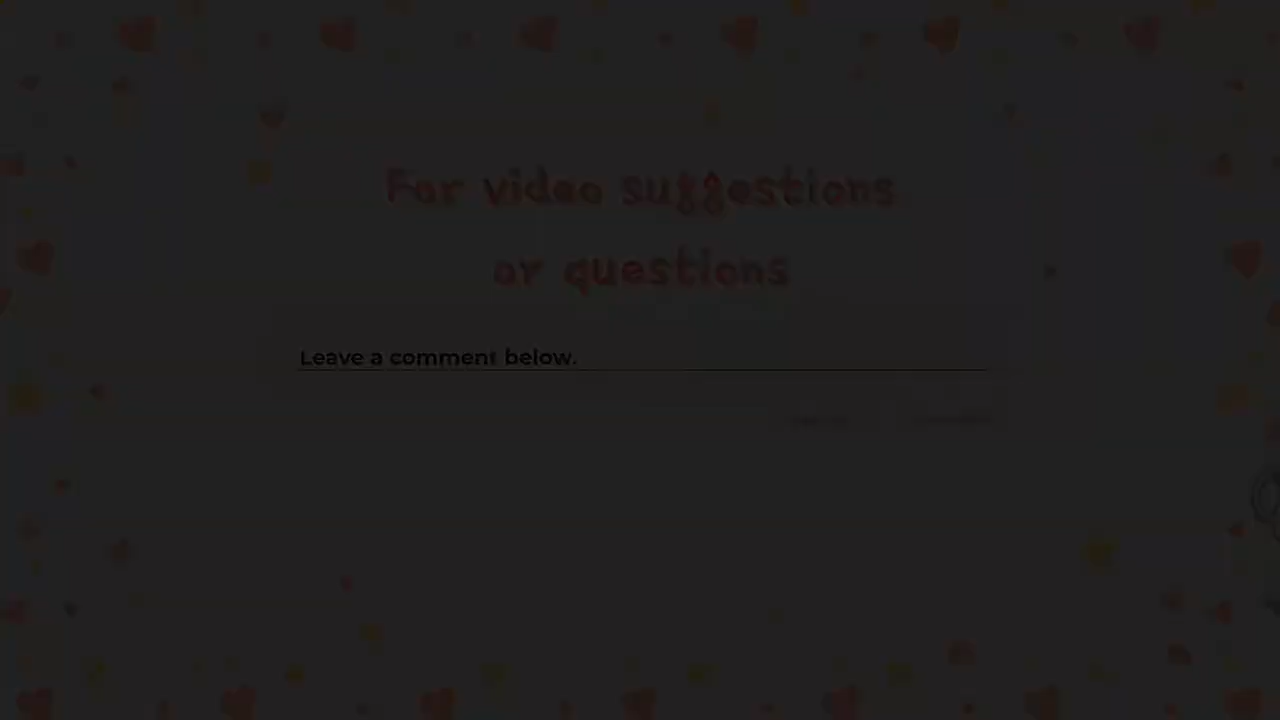 For video suggestions
or questions
Leave a comment below.